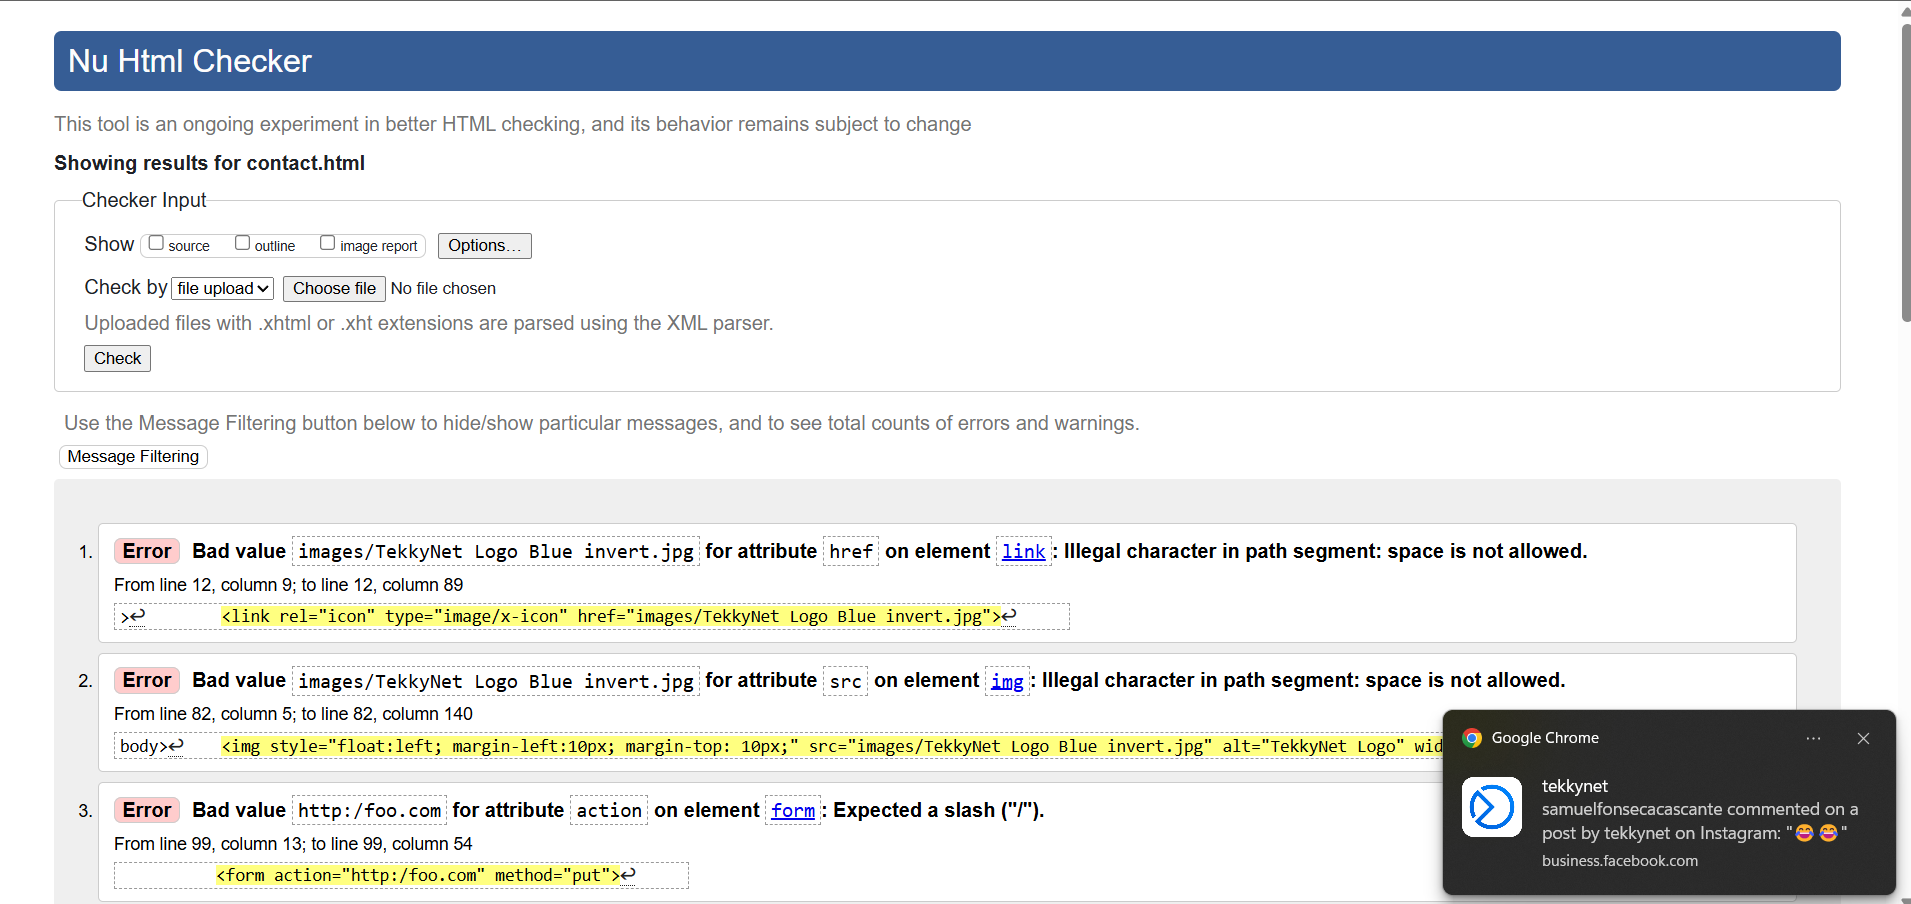 Nu Html Checker
This tool is an ongoing experiment in better HTML checking, and its behavior remains subject to change
Showing results for contact.html
Checker Input
Show source outline image report Options...
Check by file upload Choose file No file chosen
Uploaded files with .xhtml or .xht extensions are parsed using the XML parser.
Check
Use the Message Filtering button below to hide/show particular messages, and to see total counts of errors and warnings.
Message Filtering
1. Error Bad value images/TekkyNet Logo Blue invert.jpg for attribute href on element link: Illegal character in path segment: space is not allowed.
From line 12, column 9; to line 12, column 89
>↩ <link rel="icon" type="image/x-icon" href="images/TekkyNet Logo Blue invert.jpg">↩
2. Error Bad value images/TekkyNet Logo Blue invert.jpg for attribute src on element img: Illegal character in path segment: space is not allowed.
From line 82, column 5; to line 82, column 140
body>↩ <img style="float:left; margin-left:10px; margin-top: 10px;" src="images/TekkyNet Logo Blue invert.jpg" alt="TekkyNet Logo" wid
3. Error Bad value http:/foo.com for attribute action on element form: Expected a slash ("/").
From line 99, column 13; to line 99, column 54
<form action="http:/foo.com" method="put">↩
Google Chrome
tekkynet
samuelfonsecacascante commented on a
post by tekkynet on Instagram: "😂 😂"
business.facebook.com